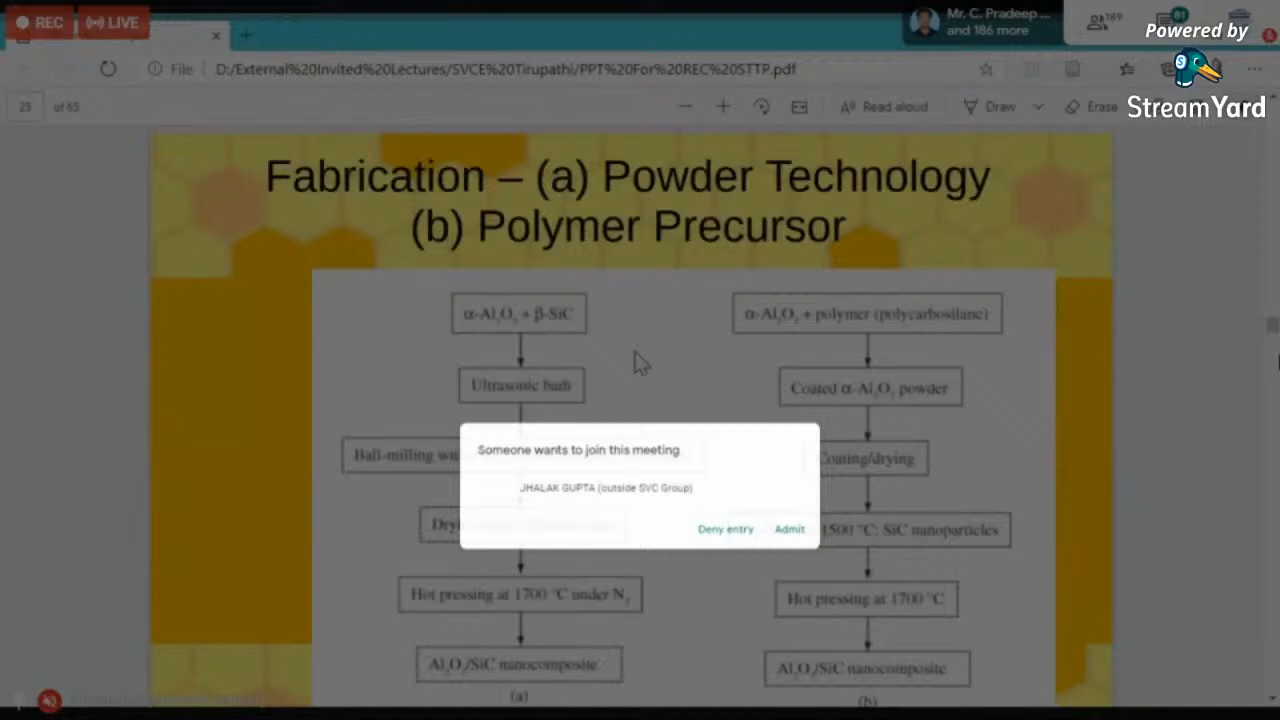 REC
LIVE
Mr. C. Pradeep ...
and 186 more
189
81
Powered by
StreamYard
File
D:/External%20Invited%20Lectures/SVCE%20Tirupathi/PPT%20For%20REC%20STTP.pdf
23 of 65
Read aloud
Draw
Erase
Fabrication – (a) Powder Technology
(b) Polymer Precursor
α-Al₂O₃ + β-SiC
α-Al₂O₃ + polymer (polycarbosilane)
Ultrasonic bath
Coated α-Al₂O₃ powder
Ball-milling
Coating/drying
Someone wants to join this meeting
JHALAK GUPTA (outside SVC Group)
Deny entry
Admit
1500 °C: SiC nanoparticles
Hot pressing at 1700 °C under N₂
Hot pressing at 1700 °C
Al₂O₃/SiC nanocomposite
Al₂O₃/SiC nanocomposite
(a)
(b)